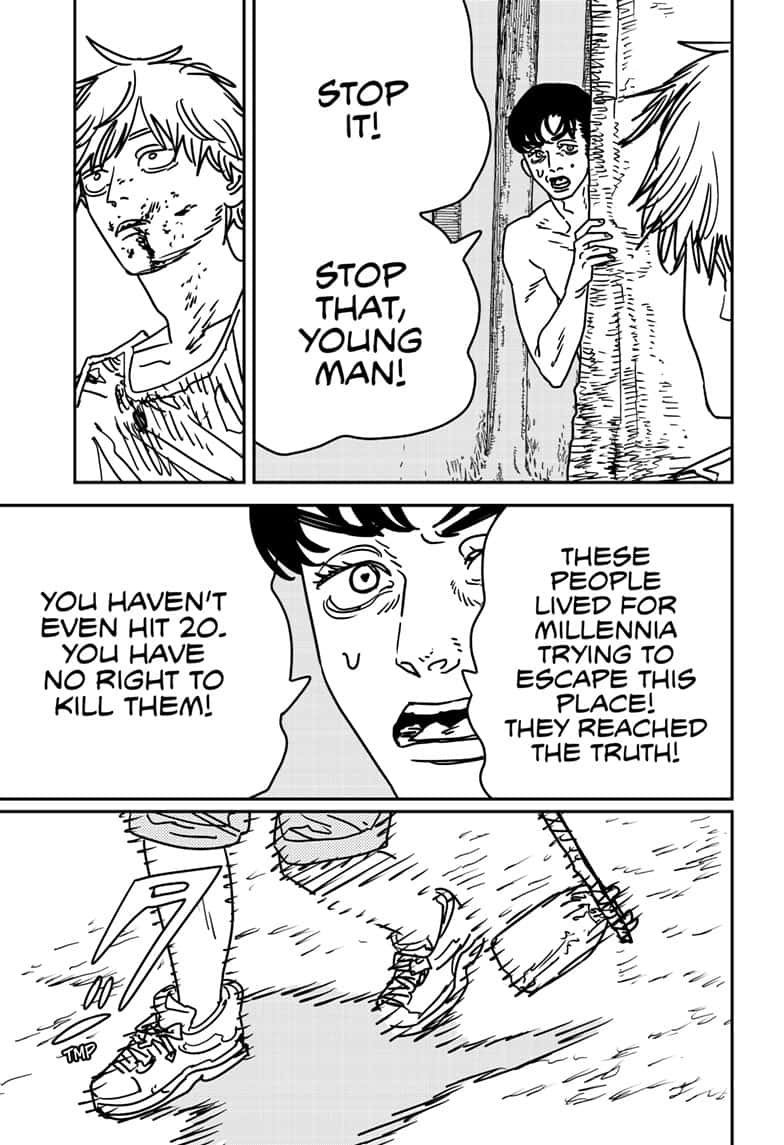 STOP
IT!
STOP
THAT,
YOUNG
MAN!
THESE
PEOPLE
LIVED FOR
MILLENNIA
TRYING TO
ESCAPE THIS
PLACE!
THEY REACHED
THE TRUTH!
YOU HAVEN'T
EVEN HIT 20.
YOU HAVE
NO RIGHT TO
KILL THEM!
TMP